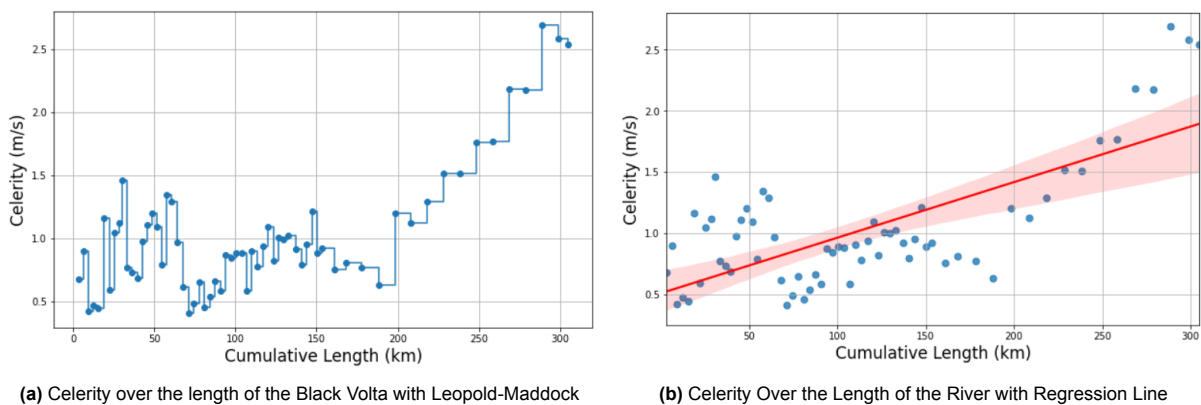 2.5
2.0
1.5
1.0
0.5
Celerity (m/s)
0 50 100 150 200 250 300
Cumulative Length (km)
(a) Celerity over the length of the Black Volta with Leopold-Maddock
2.5
2.0
1.5
1.0
0.5
Celerity (m/s)
50 100 150 200 250 300
Cumulative Length (km)
(b) Celerity Over the Length of the River with Regression Line